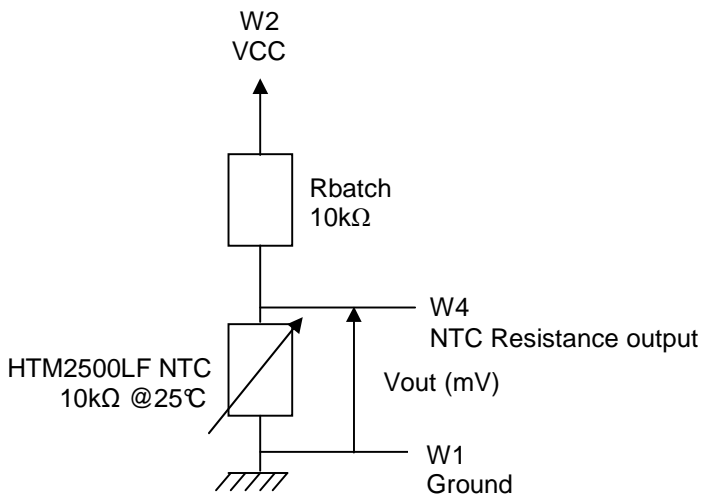 W2
VCC
Rbatch
10kΩ
W4
NTC Resistance output
HTM2500LF NTC
10kΩ @25℃
Vout (mV)
W1
Ground